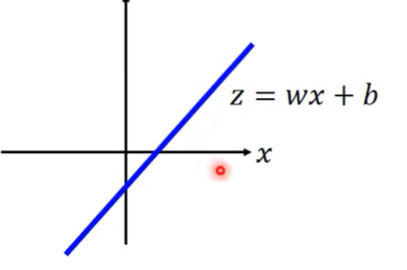 z = wx + b
x